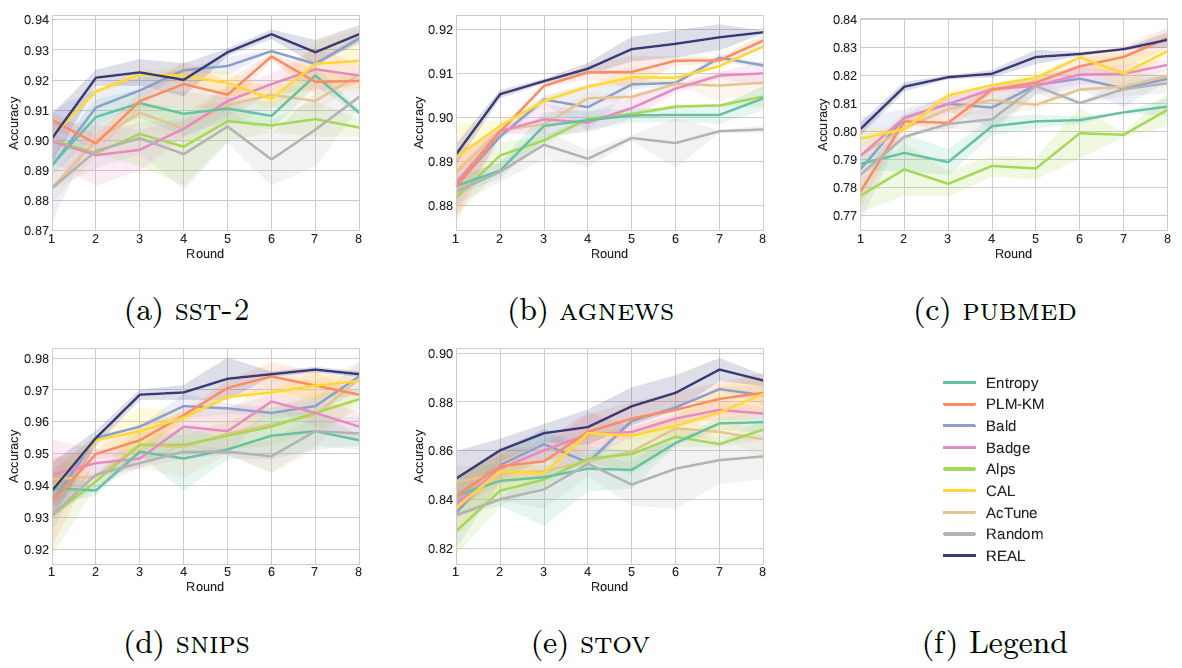 0.94
0.93
0.92
0.91
0.90
0.89
0.88
0.87
Accuracy
1 2 3 4 5 6 7 8
Round
(a) SST-2
0.92
0.91
0.90
0.89
0.88
Accuracy
1 2 3 4 5 6 7 8
Round
(b) AGNEWS
0.84
0.83
0.82
0.81
0.80
0.79
0.78
0.77
Accuracy
1 2 3 4 5 6 7 8
Round
(c) PUBMED
0.98
0.97
0.96
0.95
0.94
0.93
0.92
Accuracy
1 2 3 4 5 6 7 8
Round
(d) SNIPS
0.90
0.88
0.86
0.84
0.82
Accuracy
1 2 3 4 5 6 7 8
Round
(e) STOV
Entropy
PLM-KM
Bald
Badge
Alps
CAL
AcTune
Random
REAL
(f) Legend